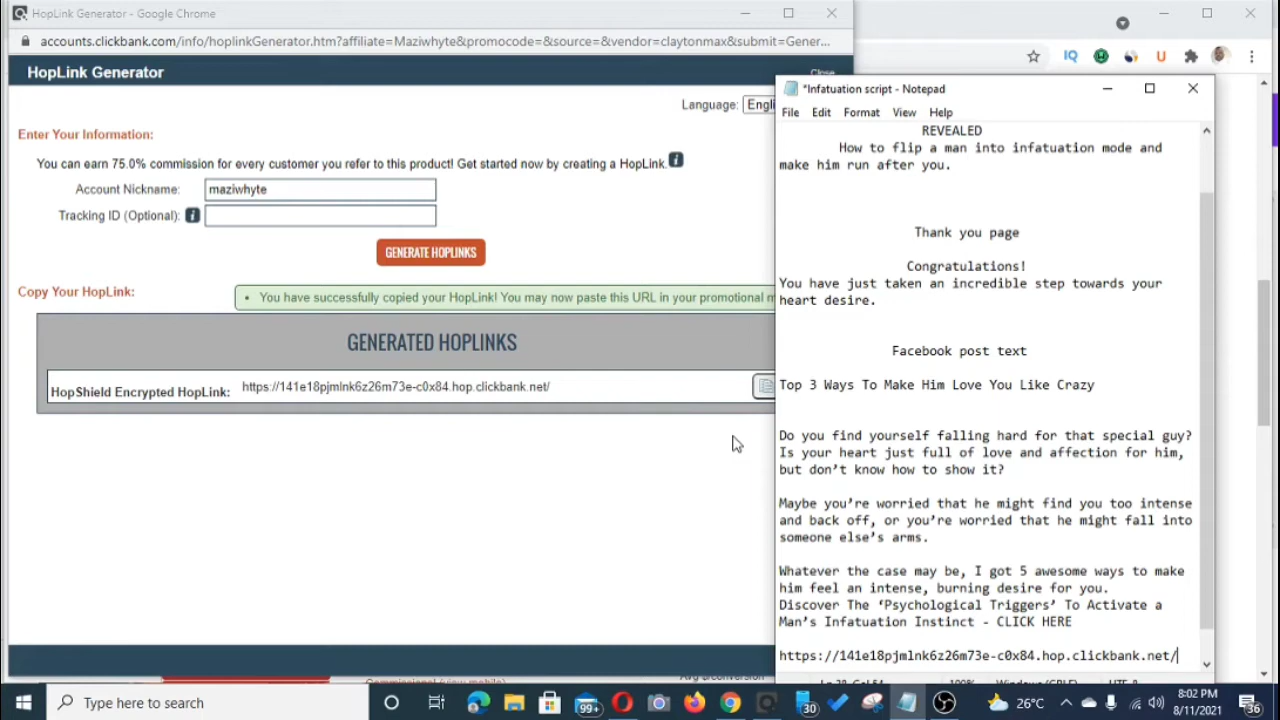 HopLink Generator - Google Chrome
accounts.clickbank.com/info/hoplinkGenerator.htm?affiliate=Maziwhyte&promocode=&source=&vendor=claytonmax&submit=Gener...
HopLink Generator
Close
Language: Engli
Enter Your Information:
You can earn 75.0% commission for every customer you refer to this product! Get started now by creating a HopLink.
Account Nickname: maziwhyte
Tracking ID (Optional):
GENERATE HOPLINKS
Copy Your HopLink:
You have successfully copied your HopLink! You may now paste this URL in your promotional m
GENERATED HOPLINKS
HopShield Encrypted HopLink: https://141e18pjmlnk6z26m73e-c0x84.hop.clickbank.net/
*Infatuation script - Notepad
File Edit Format View Help
REVEALED
How to flip a man into infatuation mode and
make him run after you.
Thank you page
Congratulations!
You have just taken an incredible step towards your
heart desire.
Facebook post text
Top 3 Ways To Make Him Love You Like Crazy
Do you find yourself falling hard for that special guy?
Is your heart just full of love and affection for him,
but don’t know how to show it?
Maybe you’re worried that he might find you too intense
and back off, or you’re worried that he might fall into
someone else’s arms.
Whatever the case may be, I got 5 awesome ways to make
him feel an intense, burning desire for you.
Discover The ‘Psychological Triggers’ To Activate a
Man’s Infatuation Instinct - CLICK HERE
https://141e18pjmlnk6z26m73e-c0x84.hop.clickbank.net/
IQ
U
Type here to search
99+
30
26°C
8:02 PM
8/11/2021
36